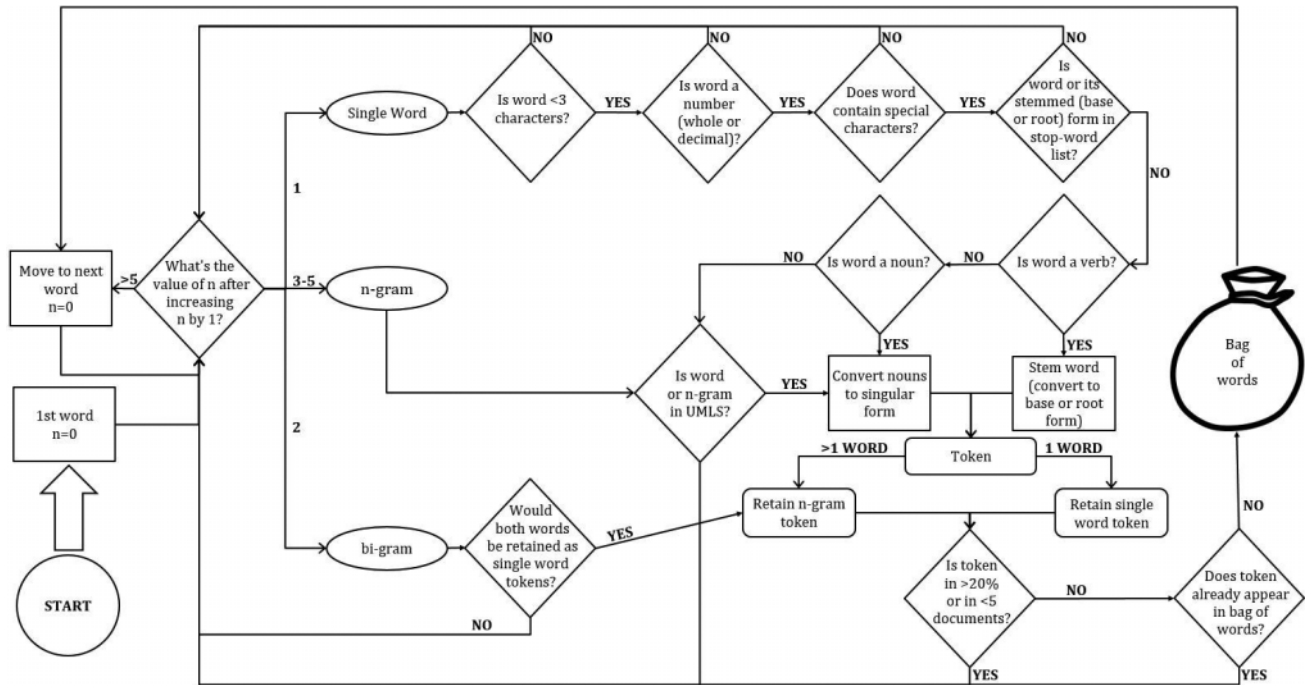 NO
NO
NO
NO
Single Word
Is word <3
characters?
YES
Is word a
number
(whole or
decimal)?
YES
Does word
contain special
characters?
YES
Is
word or its
stemmed (base
or root) form in
stop-word
list?
NO
1
Move to next
word
n=0
>5
What's the
value of n after
increasing
n by 1?
3-5
n-gram
NO
Is word a noun?
NO
Is word a verb?
YES
YES
Is word
or n-gram
in UMLS?
YES
Convert nouns
to singular
form
Stem word
(convert to
base or root
form)
Bag
of
words
1st word
n=0
2
>1 WORD
Token
1 WORD
Retain n-gram
token
Retain single
word token
START
bi-gram
Would
both words
be retained as
single word
tokens?
YES
NO
Is token
in >20%
or in <5
documents?
NO
Does token
already appear
in bag of
words?
NO
YES
YES